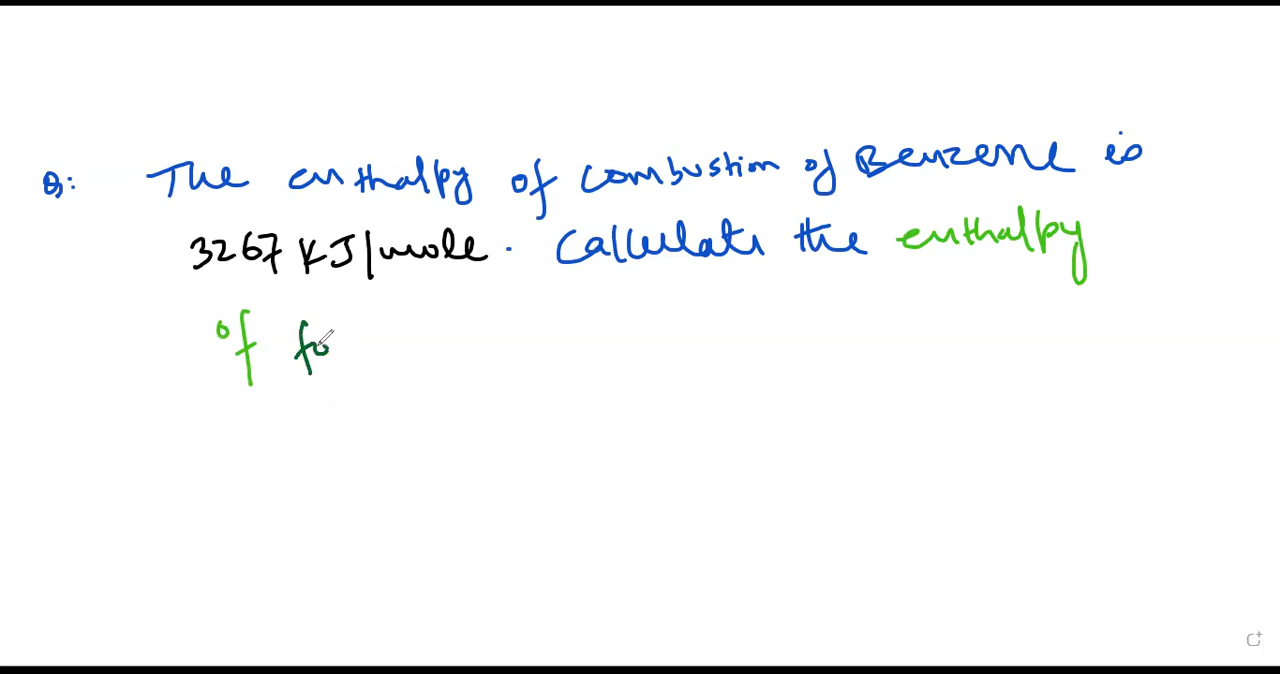 Q: The enthalpy of combustion of Benzene is
3267 KJ/mole. Calculate the enthalpy
of fo